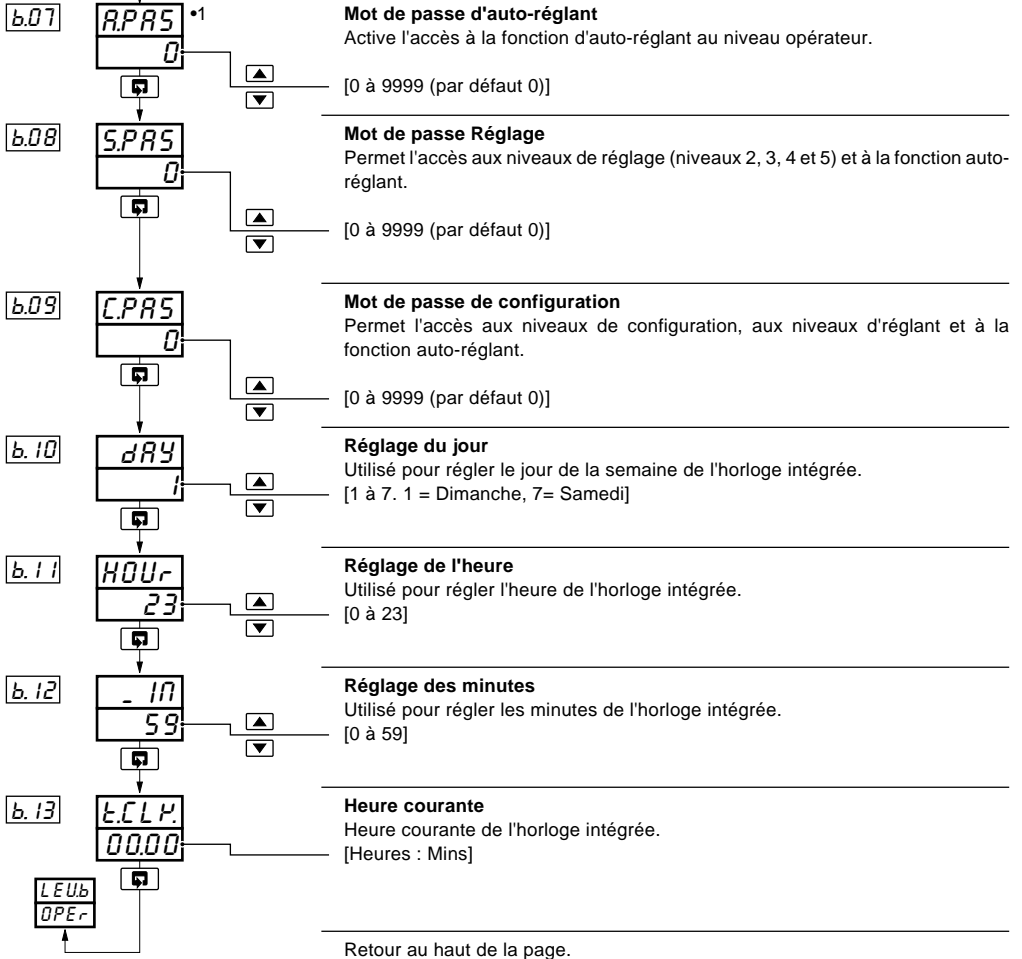 b.07
A.PAS •1
0
Mot de passe d'auto-réglant
Active l'accès à la fonction d'auto-réglant au niveau opérateur.
[0 à 9999 (par défaut 0)]
b.08
S.PAS
0
Mot de passe Réglage
Permet l'accès aux niveaux de réglage (niveaux 2, 3, 4 et 5) et à la fonction auto-
réglant.
[0 à 9999 (par défaut 0)]
b.09
C.PAS
0
Mot de passe de configuration
Permet l'accès aux niveaux de configuration, aux niveaux d'réglant et à la
fonction auto-réglant.
[0 à 9999 (par défaut 0)]
b.10
dAY
1
Réglage du jour
Utilisé pour régler le jour de la semaine de l'horloge intégrée.
[1 à 7. 1 = Dimanche, 7= Samedi]
b.11
HOUr
23
Réglage de l'heure
Utilisé pour régler l'heure de l'horloge intégrée.
[0 à 23]
b.12
_ In
59
Réglage des minutes
Utilisé pour régler les minutes de l'horloge intégrée.
[0 à 59]
b.13
t.CLK.
00.00
Heure courante
Heure courante de l'horloge intégrée.
[Heures : Mins]
LEV.b
OPEr
Retour au haut de la page.